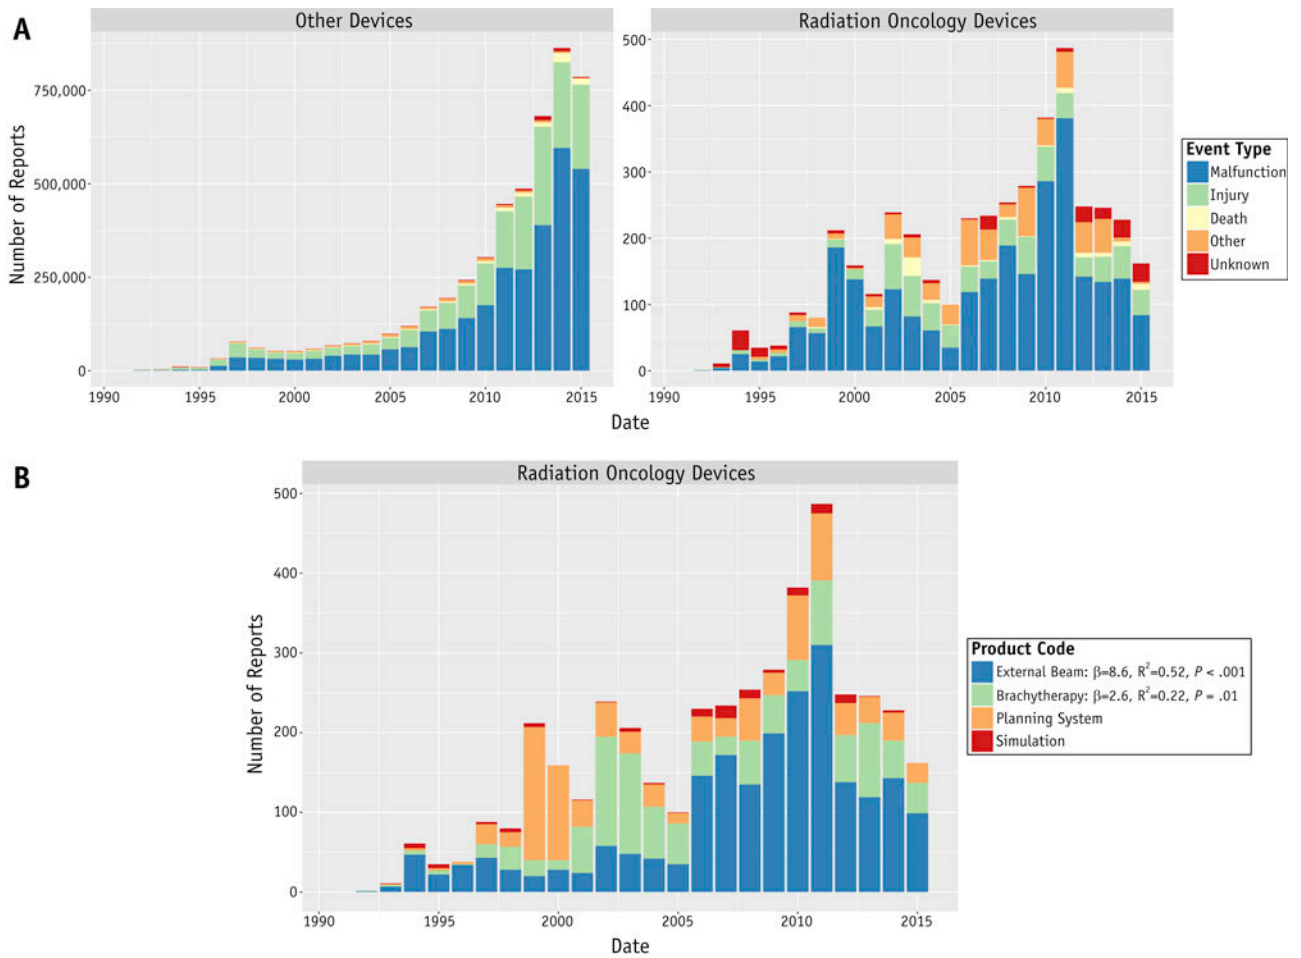 A
Other Devices
Radiation Oncology Devices
Number of Reports
750,000
500,000
250,000
0
1990
1995
2000
2005
2010
2015
Date
500
400
300
200
100
0
1990
1995
2000
2005
2010
2015
Date
Event Type
Malfunction
Injury
Death
Other
Unknown
B
Radiation Oncology Devices
Number of Reports
500
400
300
200
100
0
1990
1995
2000
2005
2010
2015
Date
Product Code
External Beam: β=8.6, R²=0.52, P < .001
Brachytherapy: β=2.6, R²=0.22, P = .01
Planning System
Simulation